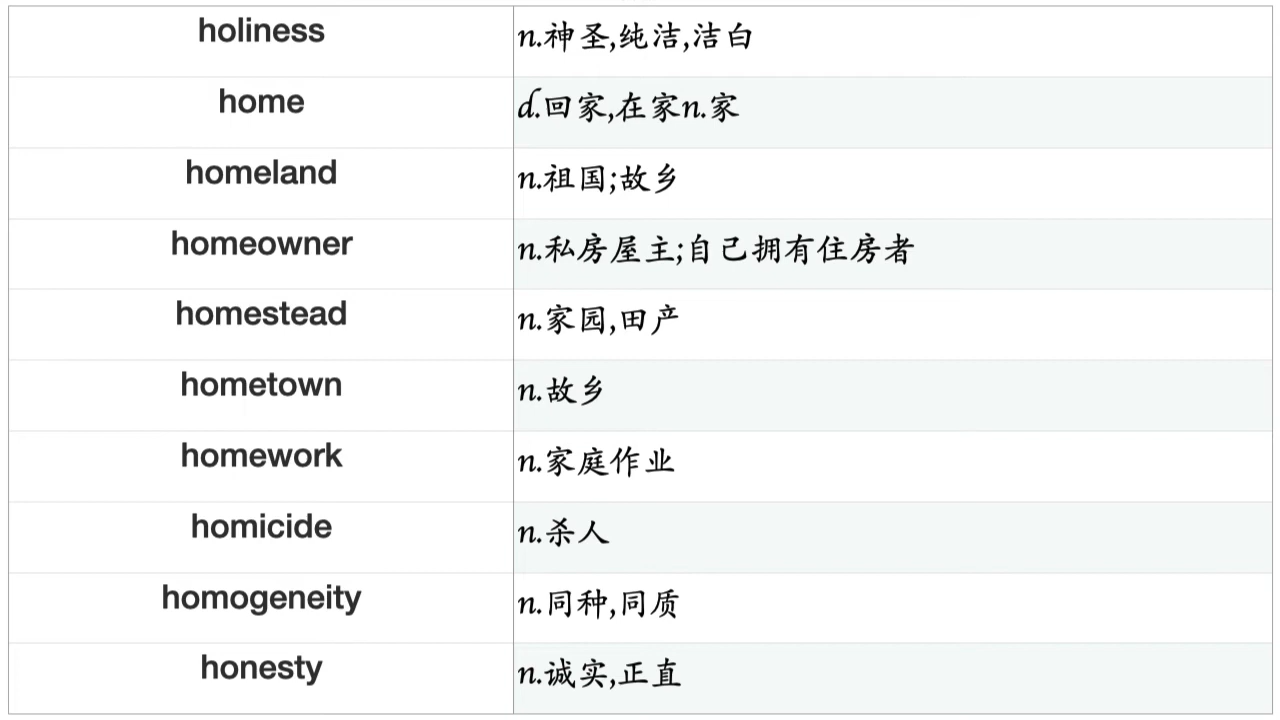 holiness n.神圣,纯洁,洁白
home d.回家,在家n.家
homeland n.祖国;故乡
homeowner n.私房屋主;自己拥有住房者
homestead n.家园,田产
hometown n.故乡
homework n.家庭作业
homicide n.杀人
homogeneity n.同种,同质
honesty n.诚实,正直